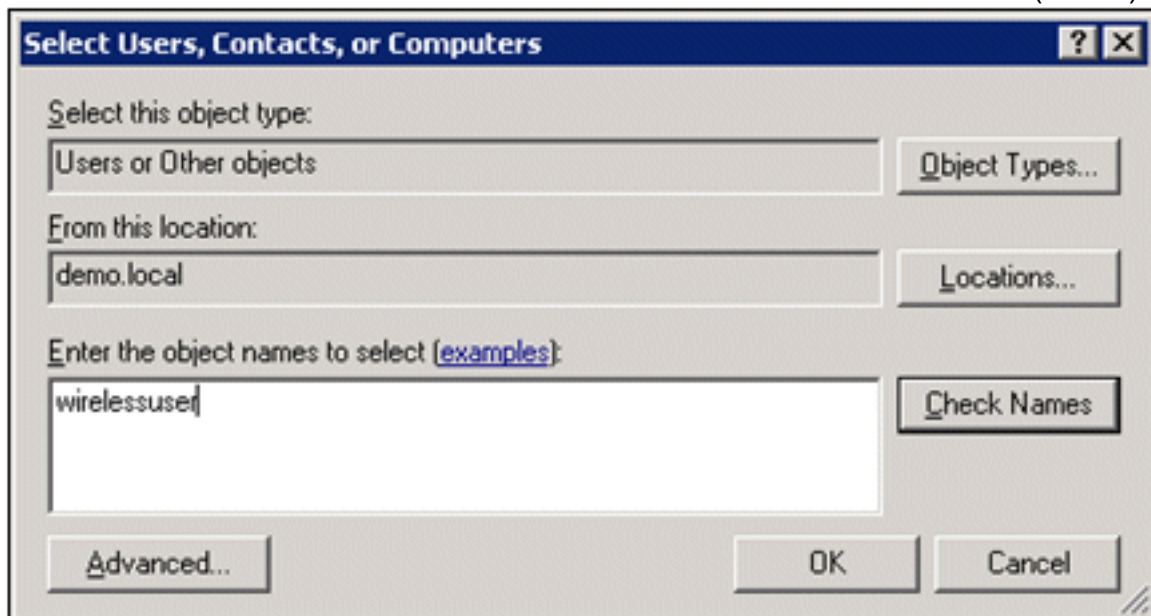 Select Users, Contacts, or Computers
Select this object type:
Users or Other objects
Object Types...
From this location:
demo.local
Locations...
Enter the object names to select (examples):
wirelessuser
Check Names
Advanced...
OK
Cancel